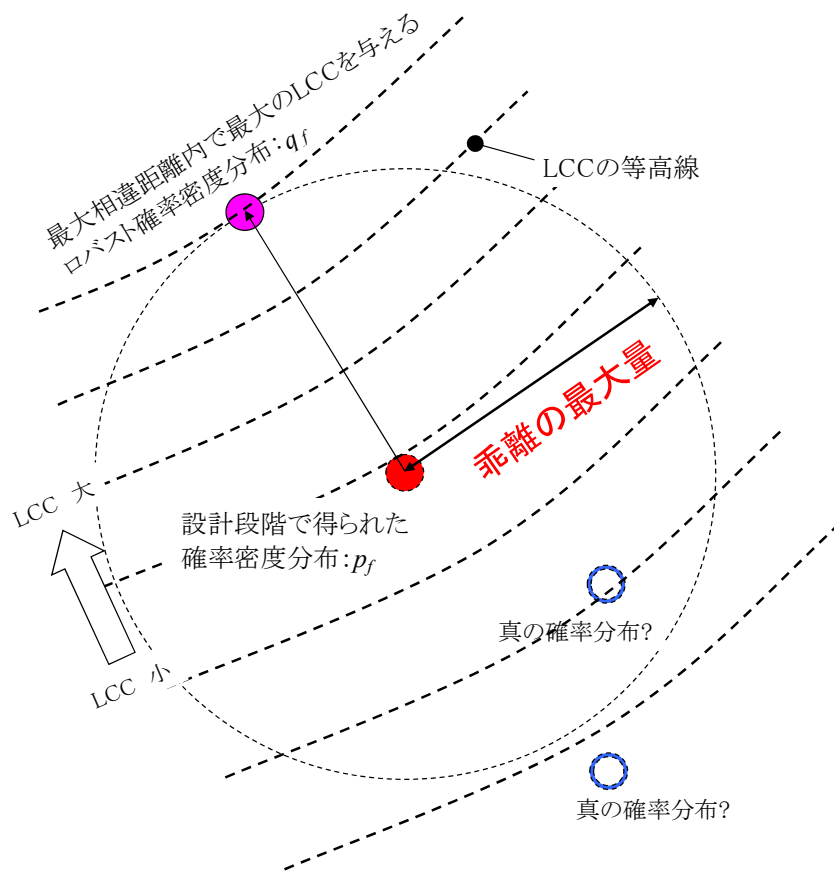 最大相違距離内で最大のLCCを与える
ロバスト確率密度分布：qf
LCCの等高線
乖離の最大量
LCC 大
設計段階で得られた
確率密度分布：pf
LCC 小
真の確率分布?
真の確率分布?